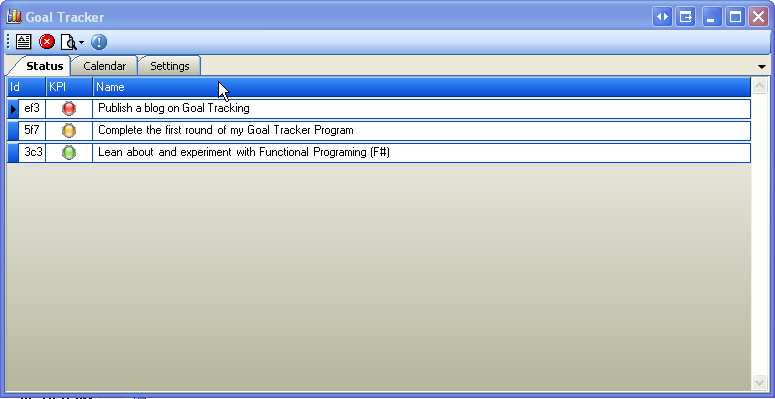 Goal Tracker
Status Calendar Settings
Id KPI Name
ef3 Publish a blog on Goal Tracking
5f7 Complete the first round of my Goal Tracker Program
3c3 Lean about and experiment with Functional Programing (F#)